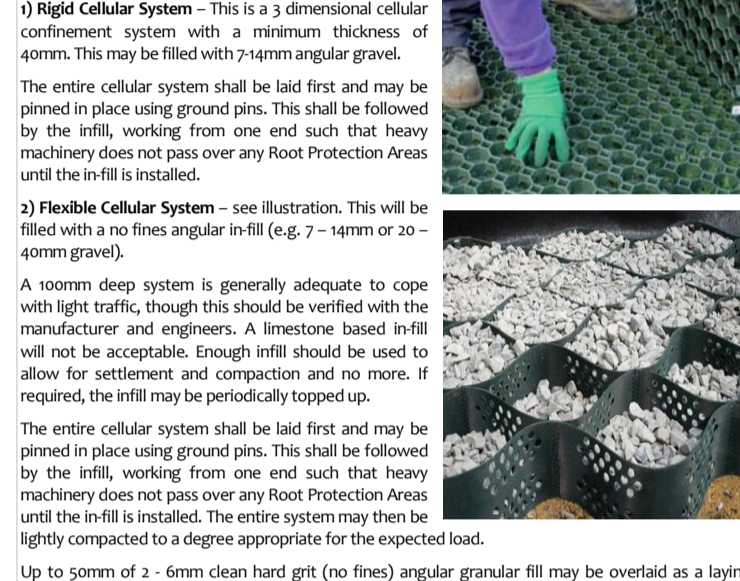 1) Rigid Cellular System – This is a 3 dimensional cellular
confinement system with a minimum thickness of
40mm. This may be filled with 7-14mm angular gravel.
The entire cellular system shall be laid first and may be
pinned in place using ground pins. This shall be followed
by the infill, working from one end such that heavy
machinery does not pass over any Root Protection Areas
until the in-fill is installed.
2) Flexible Cellular System – see illustration. This will be
filled with a no fines angular in-fill (e.g. 7 – 14mm or 20 –
40mm gravel).
A 100mm deep system is generally adequate to cope
with light traffic, though this should be verified with the
manufacturer and engineers. A limestone based in-fill
will not be acceptable. Enough infill should be used to
allow for settlement and compaction and no more. If
required, the infill may be periodically topped up.
The entire cellular system shall be laid first and may be
pinned in place using ground pins. This shall be followed
by the infill, working from one end such that heavy
machinery does not pass over any Root Protection Areas
until the in-fill is installed. The entire system may then be
lightly compacted to a degree appropriate for the expected load.
Up to 50mm of 2 - 6mm clean hard grit (no fines) angular granular fill may be overlaid as a